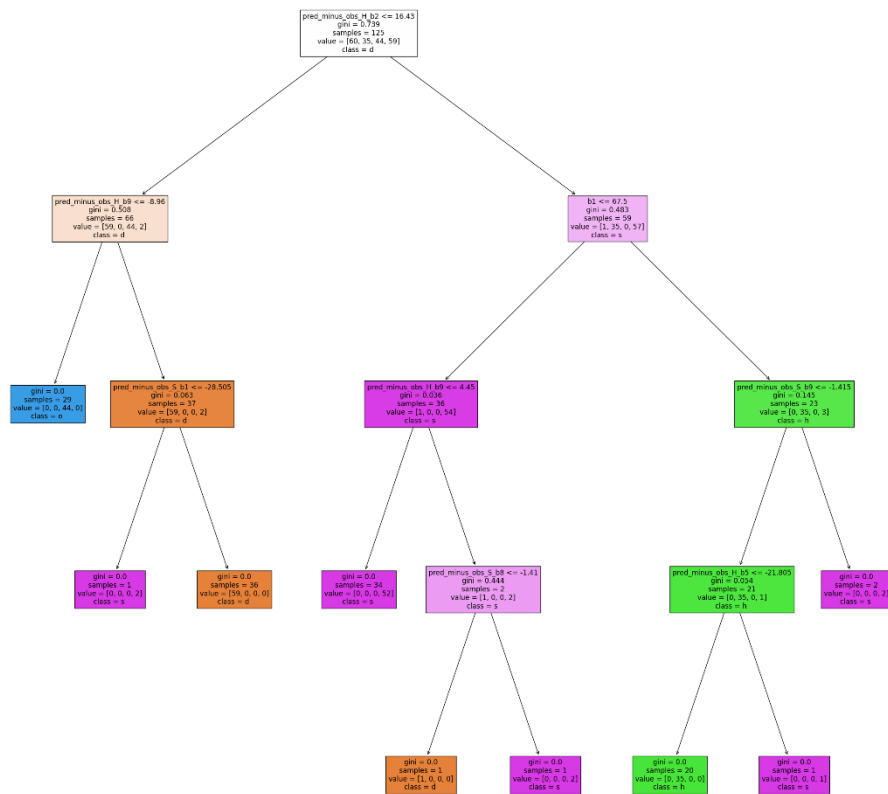 pred_minus_obs_H_b2 <= 16.43
gini = 0.739
samples = 125
value = [60, 35, 44, 59]
class = d
pred_minus_obs_H_b9 <= -8.96
gini = 0.508
samples = 66
value = [59, 0, 44, 2]
class = d
b1 <= 67.5
gini = 0.483
samples = 59
value = [1, 35, 0, 57]
class = s
gini = 0.0
samples = 29
value = [0, 0, 44, 0]
class = o
pred_minus_obs_S_b1 <= -28.505
gini = 0.063
samples = 37
value = [59, 0, 0, 2]
class = d
pred_minus_obs_H_b9 <= 4.45
gini = 0.036
samples = 36
value = [1, 0, 0, 54]
class = s
pred_minus_obs_S_b9 <= -1.415
gini = 0.145
samples = 23
value = [0, 35, 0, 3]
class = h
gini = 0.0
samples = 1
value = [0, 0, 0, 2]
class = s
gini = 0.0
samples = 36
value = [59, 0, 0, 0]
class = d
gini = 0.0
samples = 34
value = [0, 0, 0, 52]
class = s
pred_minus_obs_S_b8 <= -1.41
gini = 0.444
samples = 2
value = [1, 0, 0, 2]
class = s
pred_minus_obs_H_b5 <= -21.805
gini = 0.054
samples = 21
value = [0, 35, 0, 1]
class = h
gini = 0.0
samples = 2
value = [0, 0, 0, 2]
class = s
gini = 0.0
samples = 1
value = [1, 0, 0, 0]
class = d
gini = 0.0
samples = 1
value = [0, 0, 0, 2]
class = s
gini = 0.0
samples = 20
value = [0, 35, 0, 0]
class = h
gini = 0.0
samples = 1
value = [0, 0, 0, 1]
class = s